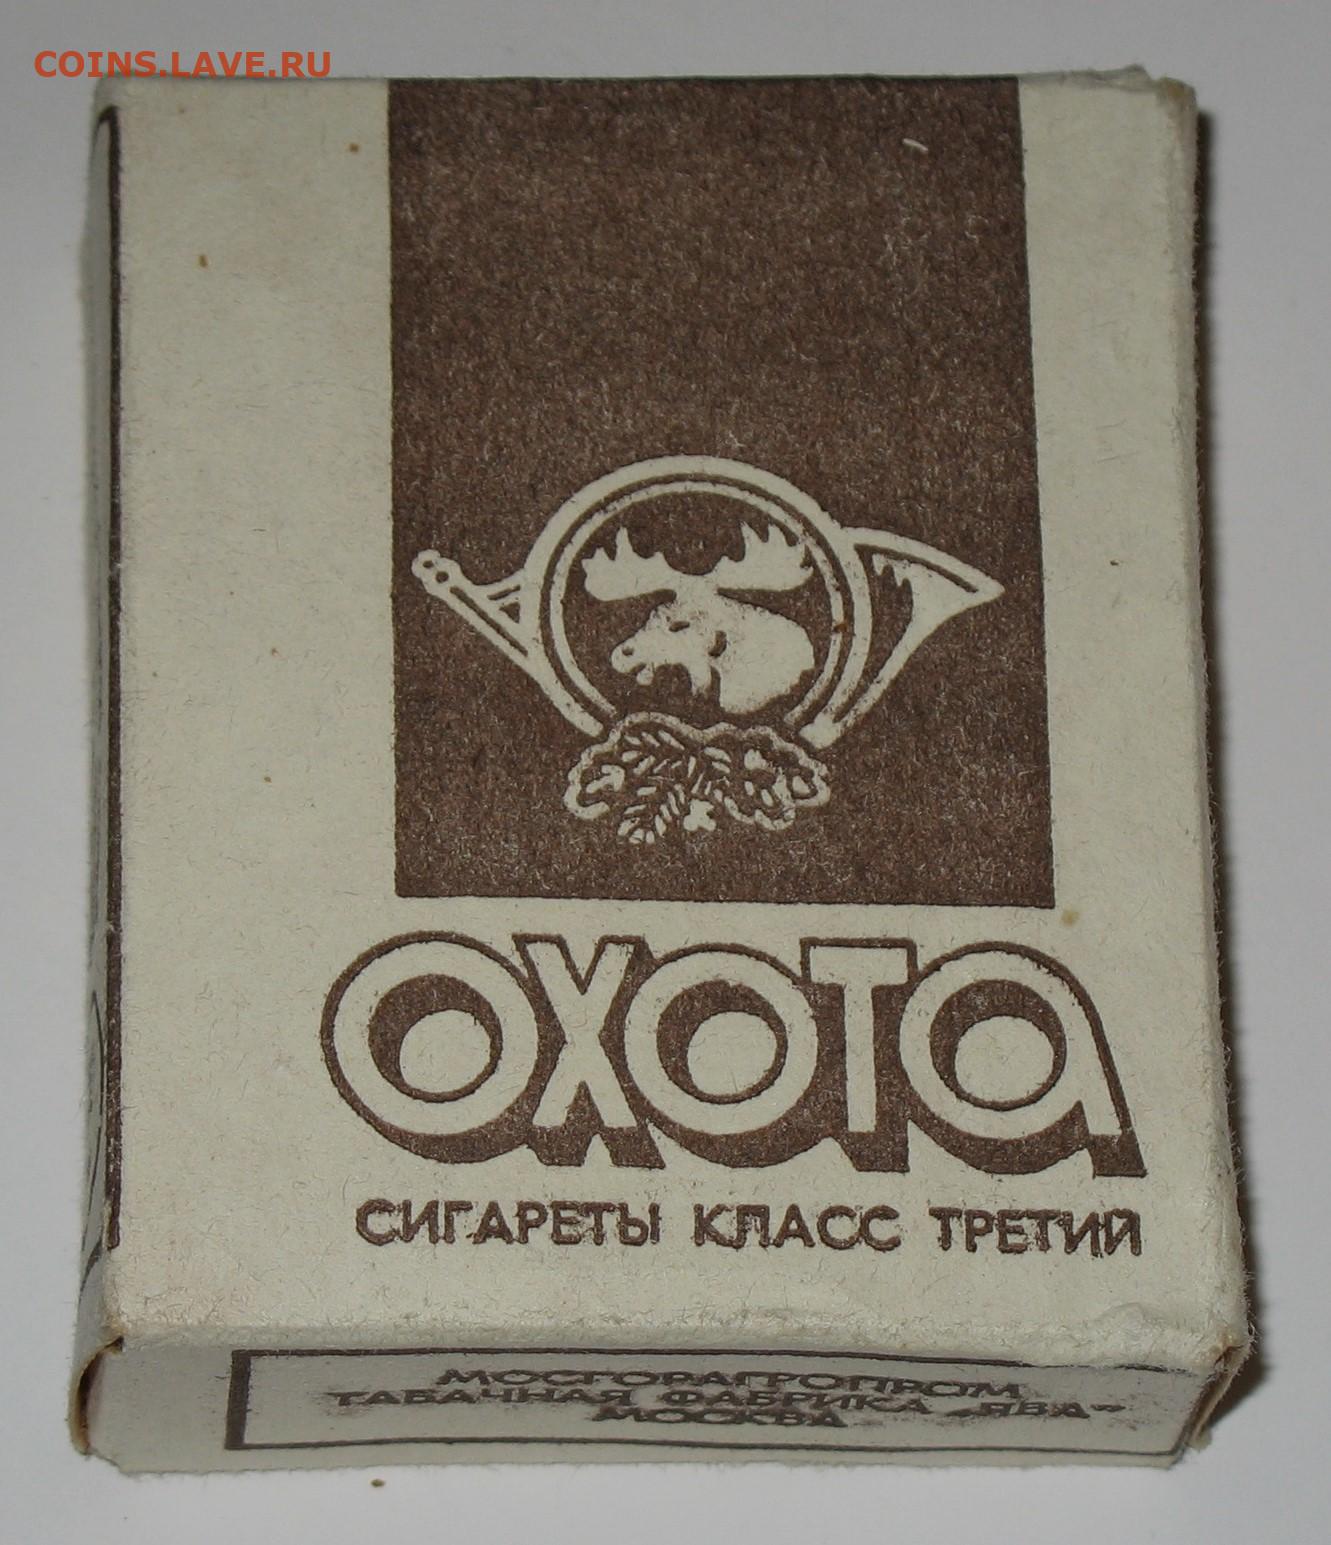 COINS.LAVE.RU
ОХОТА
СИГАРЕТЫ КЛАСС ТРЕТИЙ
МОСГОРАГРОПРОМ
ТАБАЧНАЯ ФАБРИКА „ЯВА”
МОСКВА